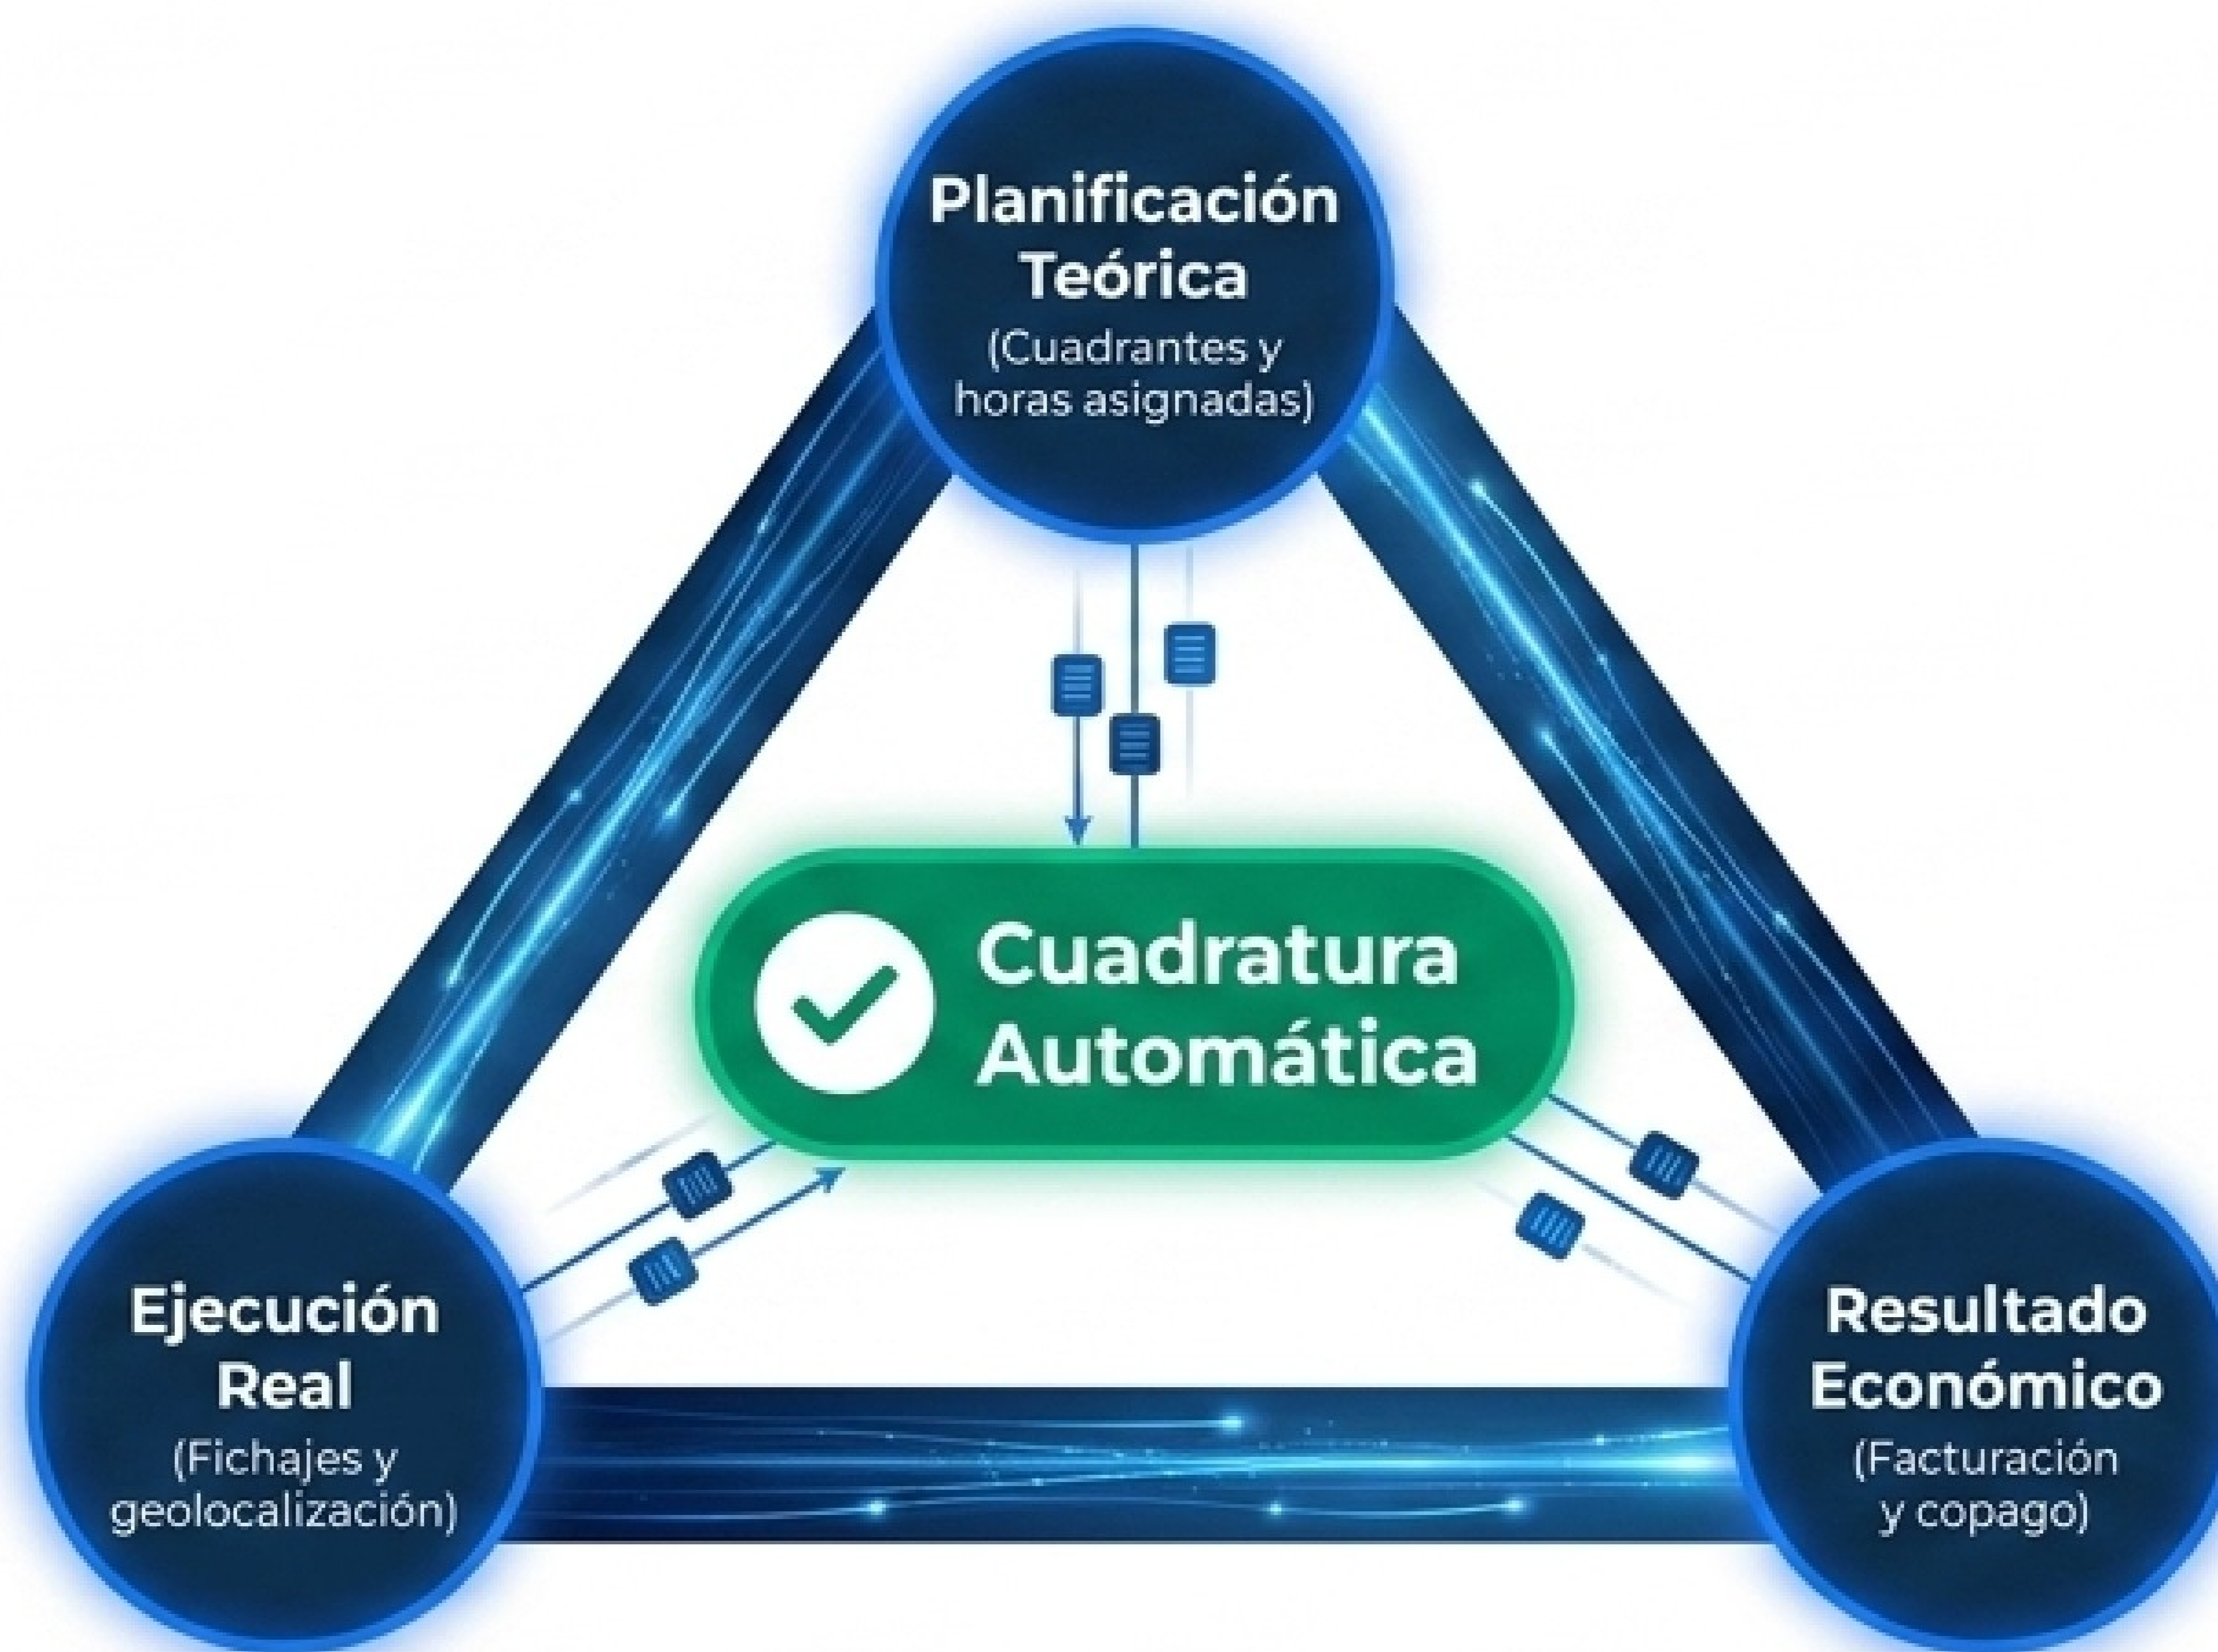 Planificación
Teórica
(Cuadrantes y
horas asignadas)
Cuadratura
Automática
Ejecución
Real
(Fichajes y
geolocalización)
Resultado
Económico
(Facturación
y copago)